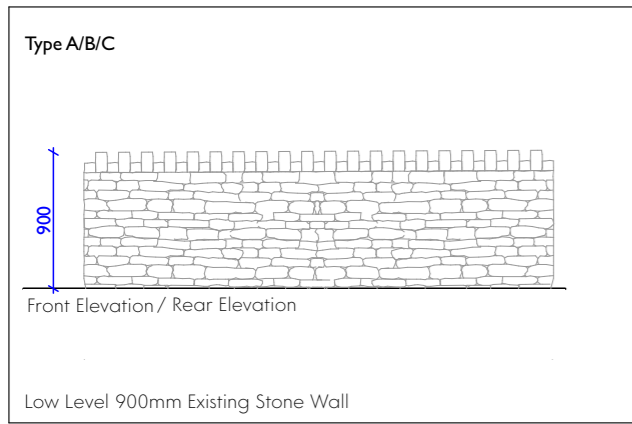 Type A/B/C
900
Front Elevation / Rear Elevation
Low Level 900mm Existing Stone Wall